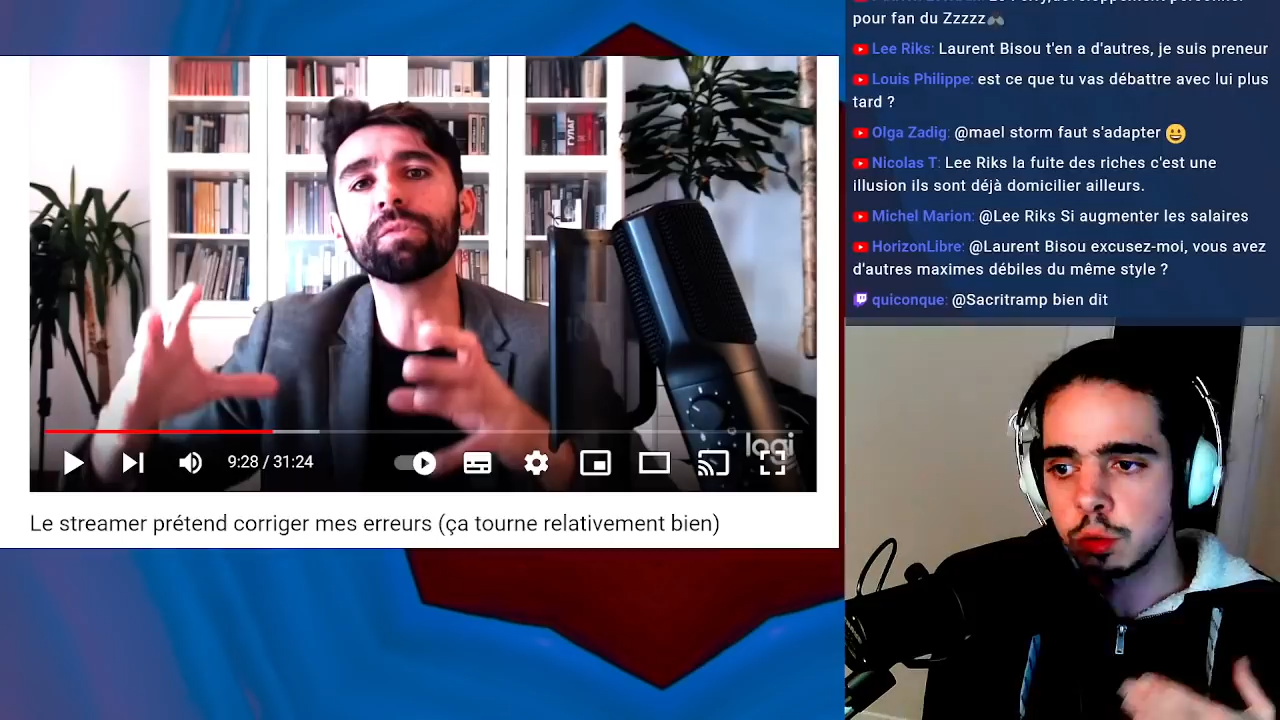 pour fan du Zzzzz🎮
Lee Riks: Laurent Bisou t'en a d'autres, je suis preneur
Louis Philippe: est ce que tu vas débattre avec lui plus
tard ?
Olga Zadig: @mael storm faut s'adapter 😀
Nicolas T: Lee Riks la fuite des riches c'est une
illusion ils sont déjà domicilier ailleurs.
Michel Marion: @Lee Riks Si augmenter les salaires
HorizonLibre: @Laurent Bisou excusez-moi, vous avez
d'autres maximes débiles du même style ?
quiconque: @Sacritramp bien dit
ГУЛАГ
logi
9:28 / 31:24
Le streamer prétend corriger mes erreurs (ça tourne relativement bien)